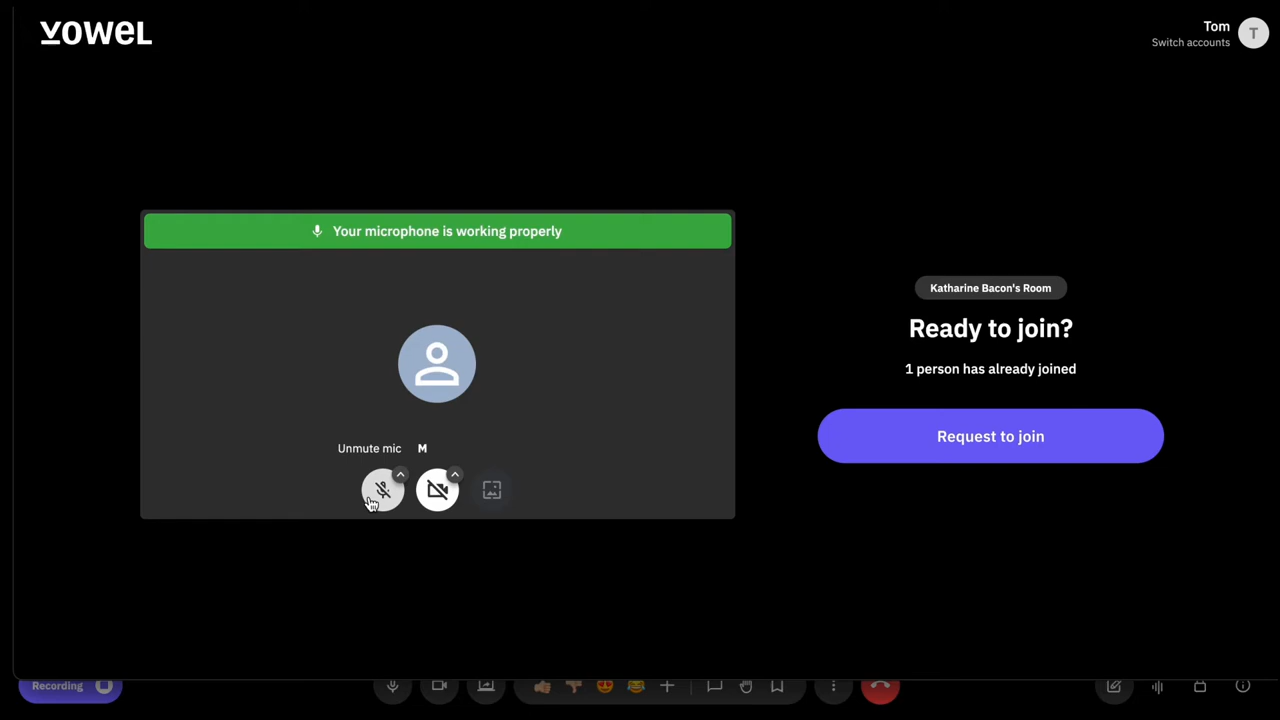 vowel
Tom
Switch accounts
T
Your microphone is working properly
Unmute mic M
Katharine Bacon's Room
Ready to join?
1 person has already joined
Request to join
Recording